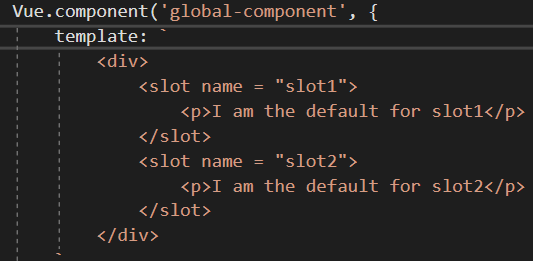 Vue.component('global-component', {
    template: `
        <div>
            <slot name = "slot1">
                <p>I am the default for slot1</p>
            </slot>
            <slot name = "slot2">
                <p>I am the default for slot2</p>
            </slot>
        </div>
    `